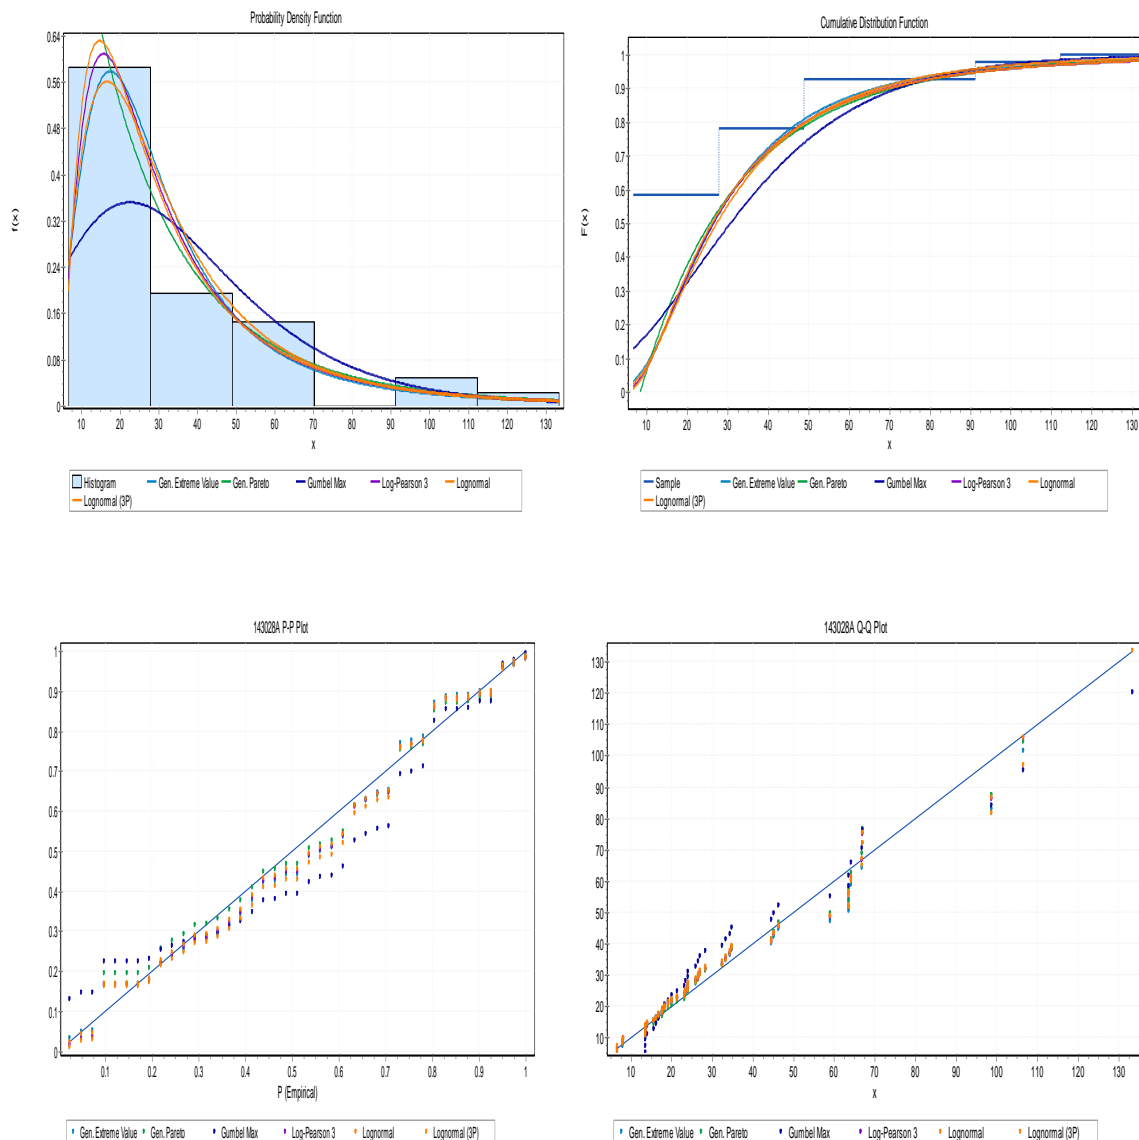 Probability Density Function
0.64
0.56
0.48
0.4
0.32
0.24
0.16
0.08
0
f(x)
10 20 30 40 50 60 70 80 90 100 110 120 130
x
Histogram Gen. Extreme Value Gen. Pareto Gumbel Max Log-Pearson 3 Lognormal
Lognormal (3P)
Cumulative Distribution Function
1
0.9
0.8
0.7
0.6
0.5
0.4
0.3
0.2
0.1
0
F(x)
10 20 30 40 50 60 70 80 90 100 110 120 130
x
Sample Gen. Extreme Value Gen. Pareto Gumbel Max Log-Pearson 3 Lognormal
Lognormal (3P)
143028A P-P Plot
1
0.9
0.8
0.7
0.6
0.5
0.4
0.3
0.2
0.1
0
0.1 0.2 0.3 0.4 0.5 0.6 0.7 0.8 0.9 1
P (Empirical)
Gen. Extreme Value Gen. Pareto Gumbel Max Log-Pearson 3 Lognormal Lognormal (3P)
143028A Q-Q Plot
130
120
110
100
90
80
70
60
50
40
30
20
10
10 20 30 40 50 60 70 80 90 100 110 120 130
x
Gen. Extreme Value Gen. Pareto Gumbel Max Log-Pearson 3 Lognormal Lognormal (3P)